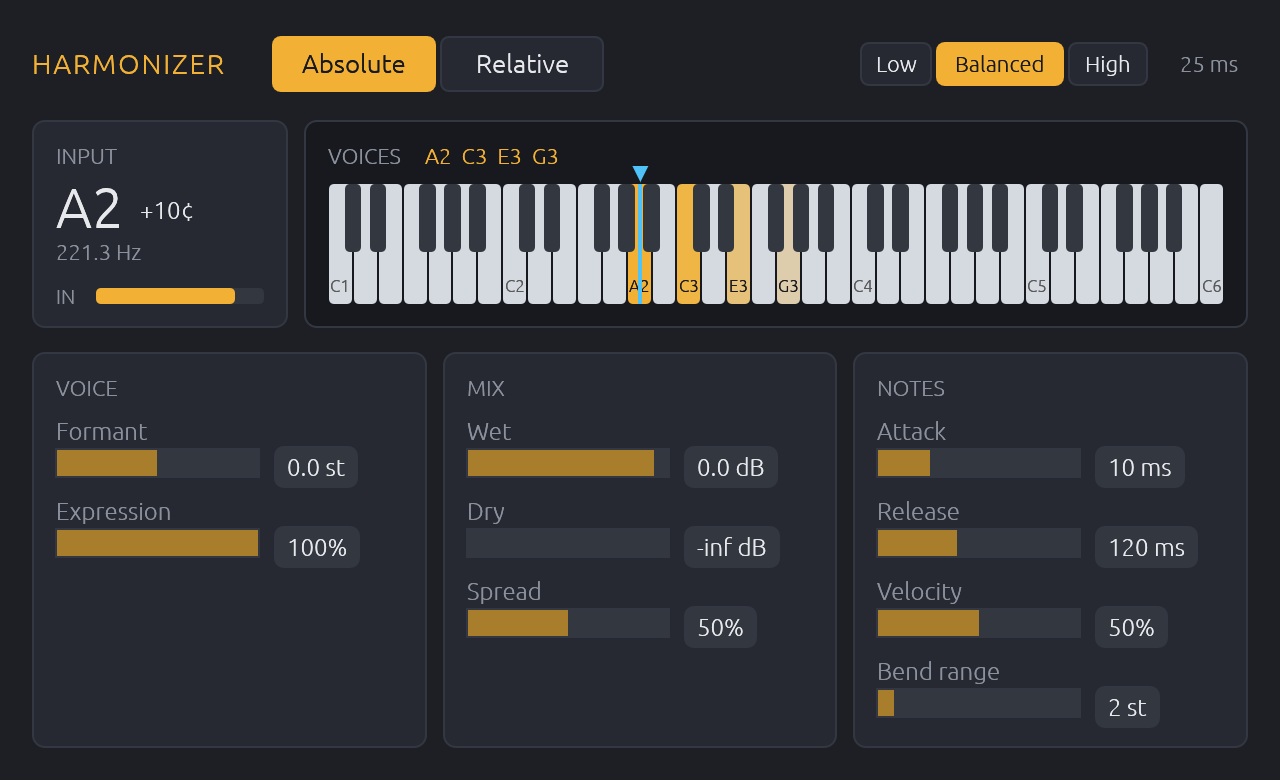 HARMONIZER Absolute Relative Low Balanced High 25 ms
INPUT
A2 +10¢
221.3 Hz
IN
VOICES A2 C3 E3 G3
C1 C2 A2 C3 E3 G3 C4 C5 C6
VOICE
Formant
0.0 st
Expression
100%
MIX
Wet
0.0 dB
Dry
-inf dB
Spread
50%
NOTES
Attack
10 ms
Release
120 ms
Velocity
50%
Bend range
2 st